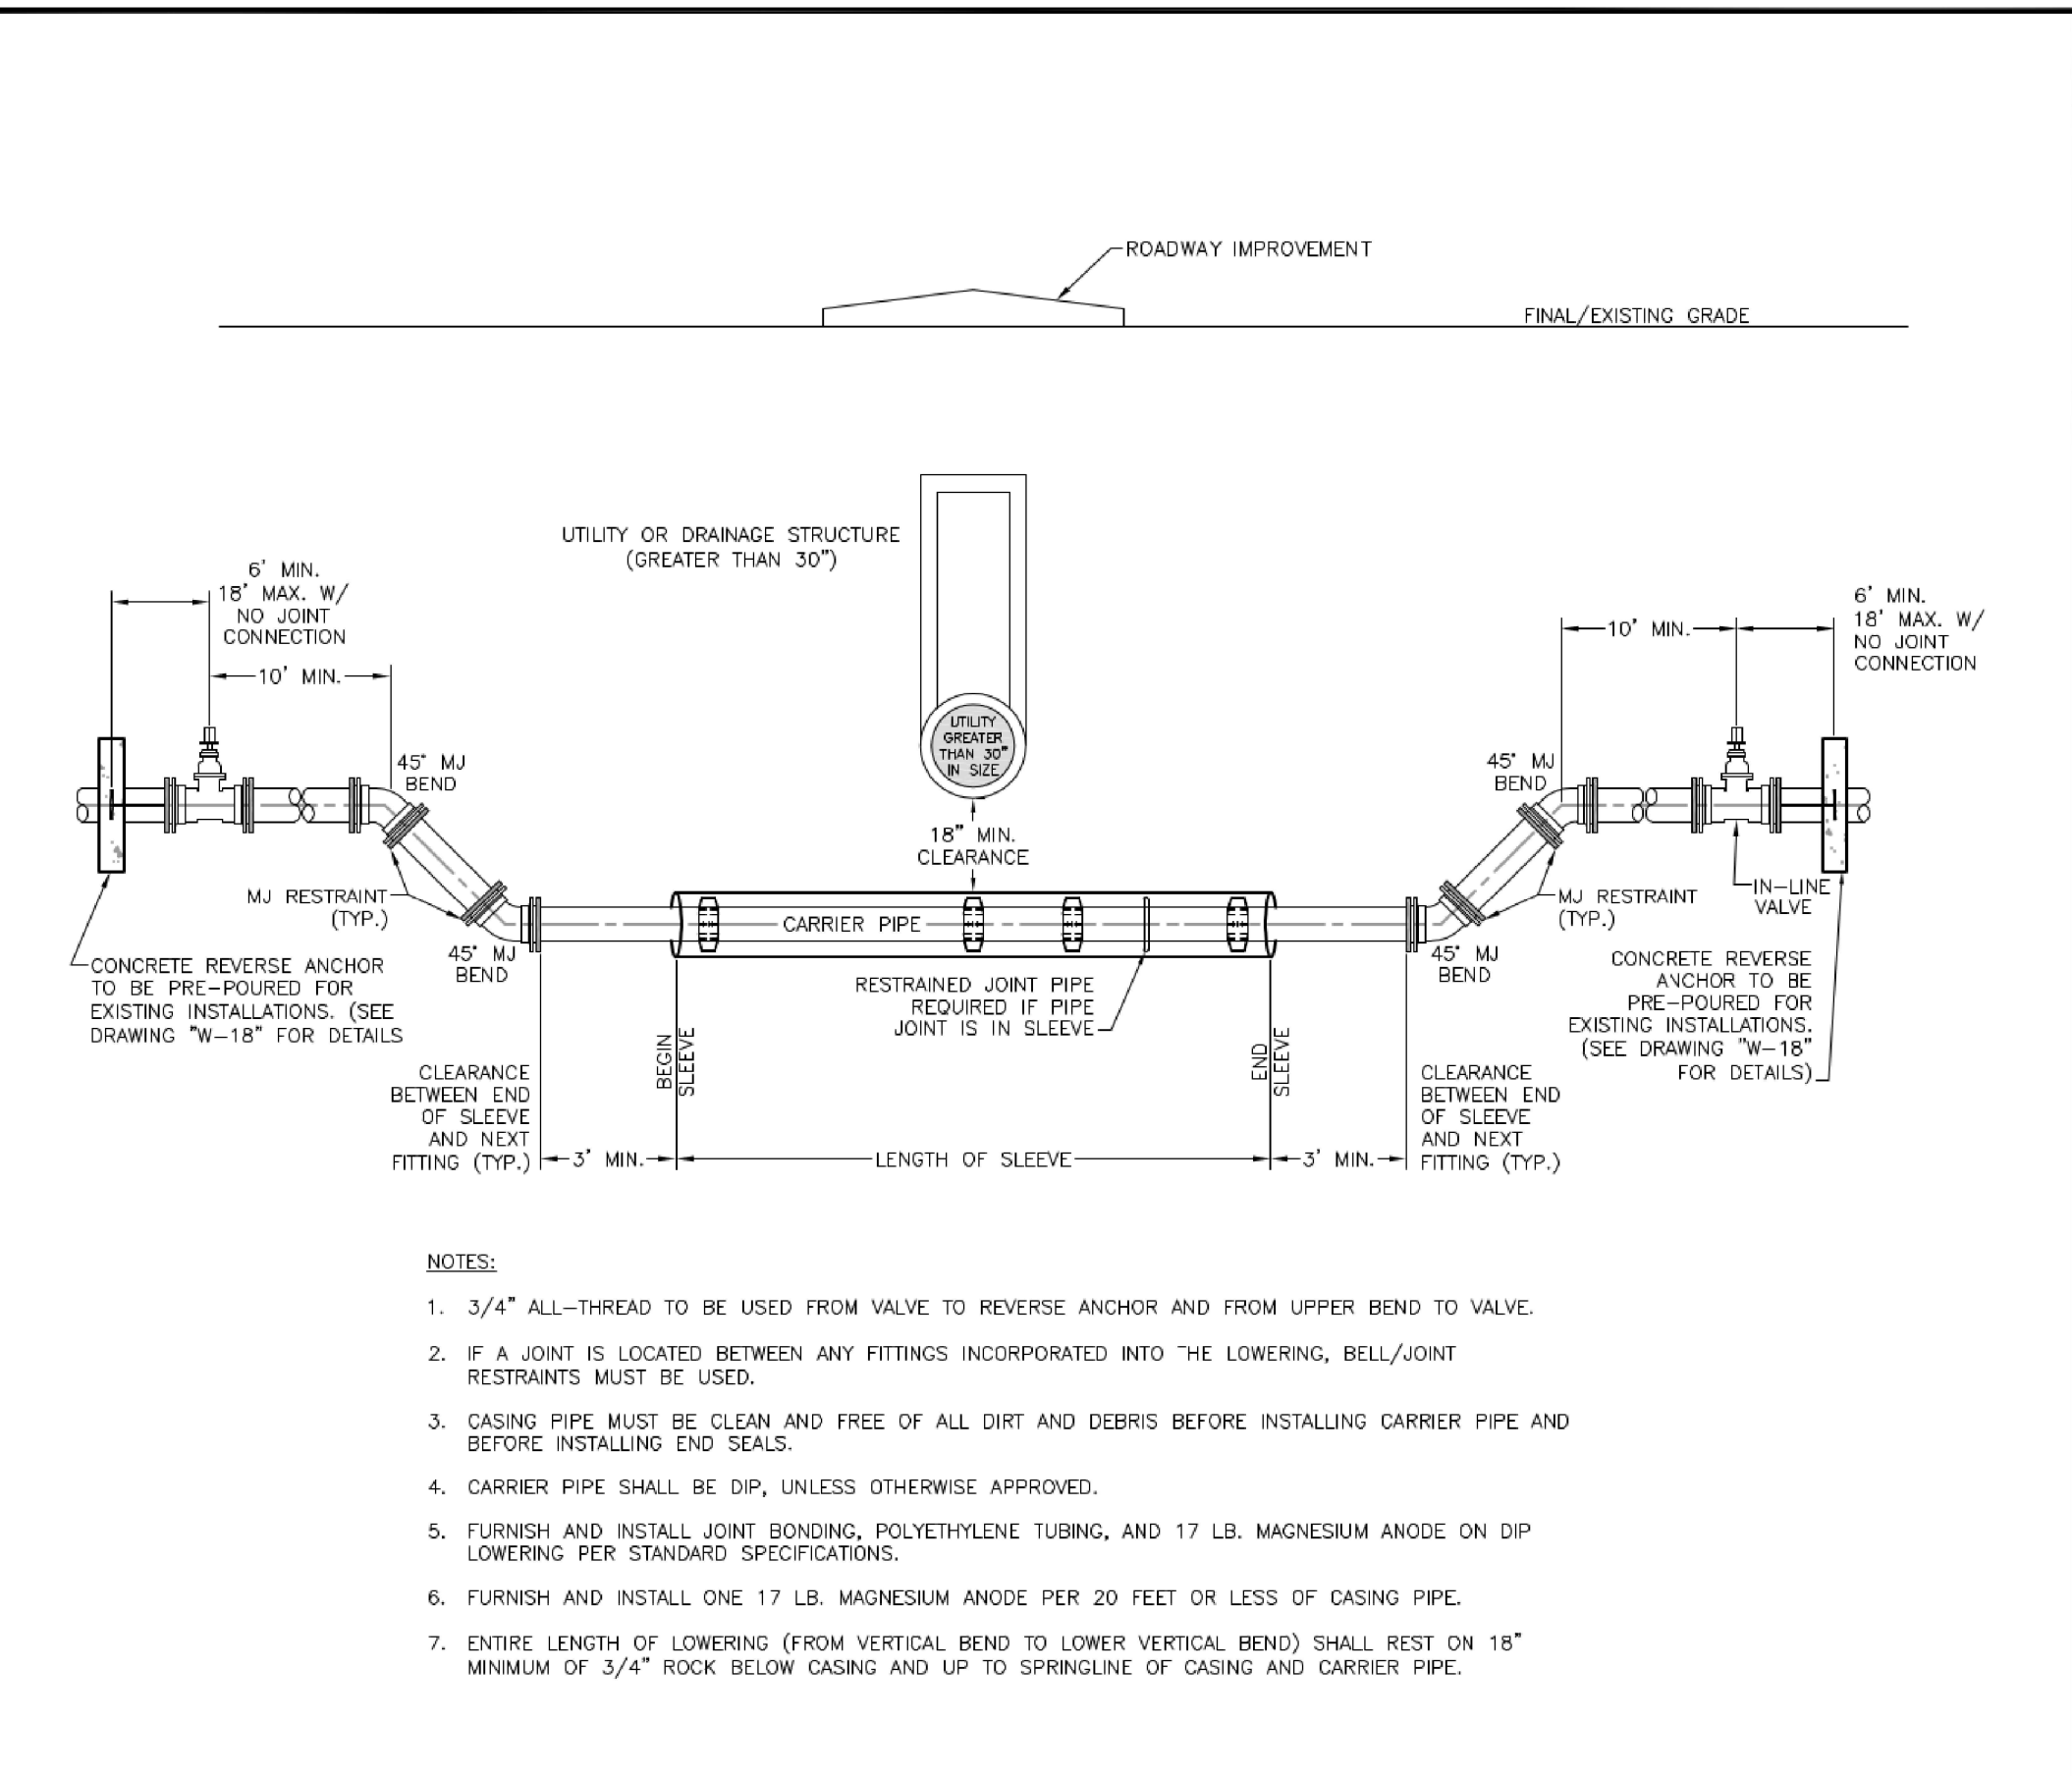 ROADWAY IMPROVEMENT
FINAL/EXISTING GRADE
UTILITY OR DRAINAGE STRUCTURE
(GREATER THAN 30")
6' MIN.
18' MAX. W/
NO JOINT
CONNECTION
10' MIN.
6' MIN.
18' MAX. W/
NO JOINT
CONNECTION
10' MIN.
UTILITY
GREATER
THAN 30"
IN SIZE
45° MJ
BEND
45° MJ
BEND
18" MIN.
CLEARANCE
MJ RESTRAINT
(TYP.)
CARRIER PIPE
MJ RESTRAINT
(TYP.)
IN-LINE
VALVE
45° MJ
BEND
45° MJ
BEND
CONCRETE REVERSE ANCHOR
TO BE PRE-POURED FOR
EXISTING INSTALLATIONS. (SEE
DRAWING "W-18" FOR DETAILS
RESTRAINED JOINT PIPE
REQUIRED IF PIPE
JOINT IS IN SLEEVE
CONCRETE REVERSE
ANCHOR TO BE
PRE-POURED FOR
EXISTING INSTALLATIONS.
(SEE DRAWING "W-18"
FOR DETAILS)
BEGIN
SLEEVE
END
SLEEVE
CLEARANCE
BETWEEN END
OF SLEEVE
AND NEXT
FITTING (TYP.)
3' MIN.
LENGTH OF SLEEVE
3' MIN.
CLEARANCE
BETWEEN END
OF SLEEVE
AND NEXT
FITTING (TYP.)
NOTES:
1. 3/4" ALL-THREAD TO BE USED FROM VALVE TO REVERSE ANCHOR AND FROM UPPER BEND TO VALVE.
2. IF A JOINT IS LOCATED BETWEEN ANY FITTINGS INCORPORATED INTO THE LOWERING, BELL/JOINT
RESTRAINTS MUST BE USED.
3. CASING PIPE MUST BE CLEAN AND FREE OF ALL DIRT AND DEBRIS BEFORE INSTALLING CARRIER PIPE AND
BEFORE INSTALLING END SEALS.
4. CARRIER PIPE SHALL BE DIP, UNLESS OTHERWISE APPROVED.
5. FURNISH AND INSTALL JOINT BONDING, POLYETHYLENE TUBING, AND 17 LB. MAGNESIUM ANODE ON DIP
LOWERING PER STANDARD SPECIFICATIONS.
6. FURNISH AND INSTALL ONE 17 LB. MAGNESIUM ANODE PER 20 FEET OR LESS OF CASING PIPE.
7. ENTIRE LENGTH OF LOWERING (FROM VERTICAL BEND TO LOWER VERTICAL BEND) SHALL REST ON 18"
MINIMUM OF 3/4" ROCK BELOW CASING AND UP TO SPRINGLINE OF CASING AND CARRIER PIPE.